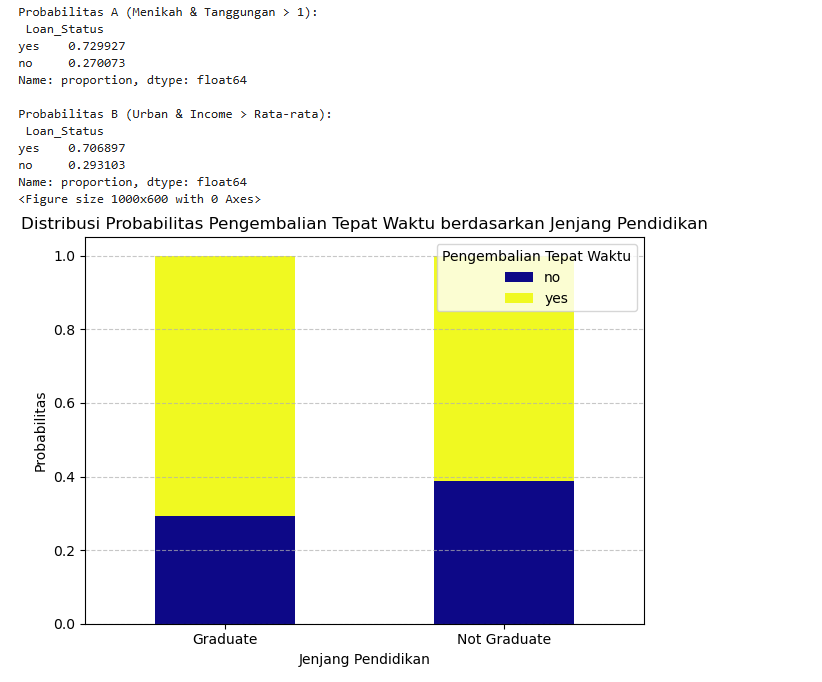 Probabilitas A (Menikah & Tanggungan > 1):
Loan_Status
yes 0.729927
no 0.270073
Name: proportion, dtype: float64
Probabilitas B (Urban & Income > Rata-rata):
Loan_Status
yes 0.706897
no 0.293103
Name: proportion, dtype: float64
<Figure size 1000x600 with 0 Axes>
Distribusi Probabilitas Pengembalian Tepat Waktu berdasarkan Jenjang Pendidikan
Pengembalian Tepat Waktu
no
yes
Probabilitas
1.0
0.8
0.6
0.4
0.2
0.0
Graduate
Not Graduate
Jenjang Pendidikan